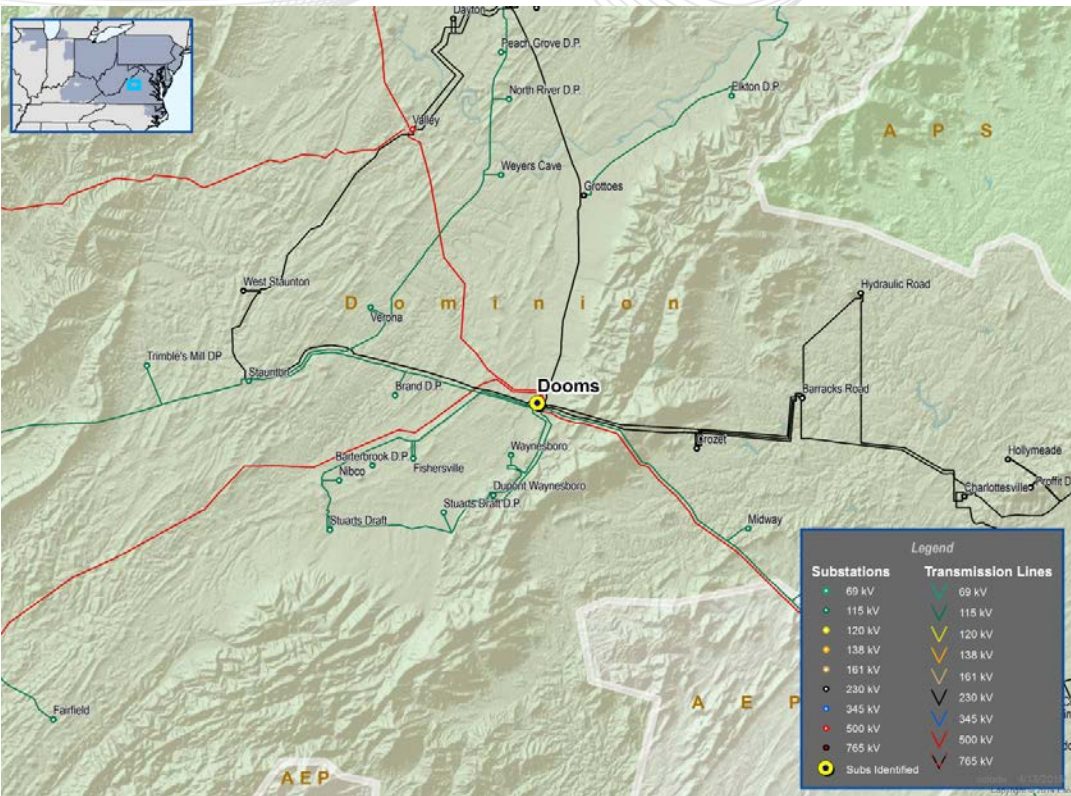 Dayton
Peach Grove D.P.
North River D.P.
Elkton D.P.
Valley
A P S
Weyers Cave
Grottoes
West Staunton
Hydraulic Road
D o m i n i o n
Verona
Trimble's Mill DP
Staunton
Brand D.P.
Dooms
Barracks Road
Crozet
Waynesboro
Barterbrook D.P.
Fishersville
Nibco
Hollymeade
Dupont Waynesboro
Charlottesville
Proffit D
Stuarts Draft D.P.
Stuarts Draft
Midway
Legend
Substations Transmission Lines
69 kV 69 kV
115 kV 115 kV
120 kV 120 kV
138 kV 138 kV
161 kV 161 kV
230 kV 230 kV
345 kV 345 kV
500 kV 500 kV
765 kV 765 kV
Subs Identified
A E P
Fairfield
AEP